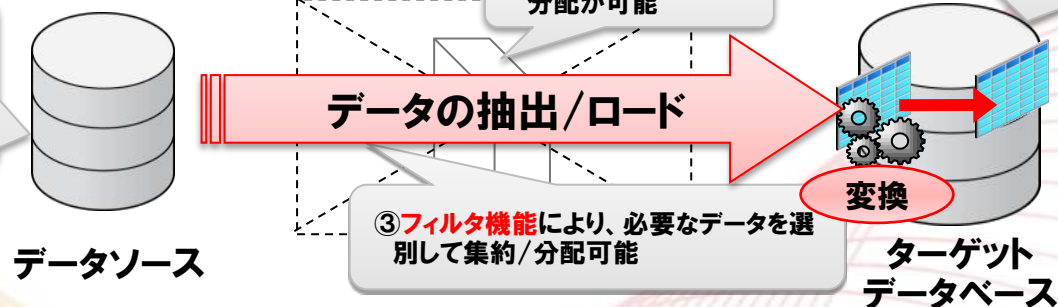 分配が可能
データの抽出/ロード
変換
③フィルタ機能により、必要なデータを選
別して集約/分配可能
データソース
ターゲット
データベース